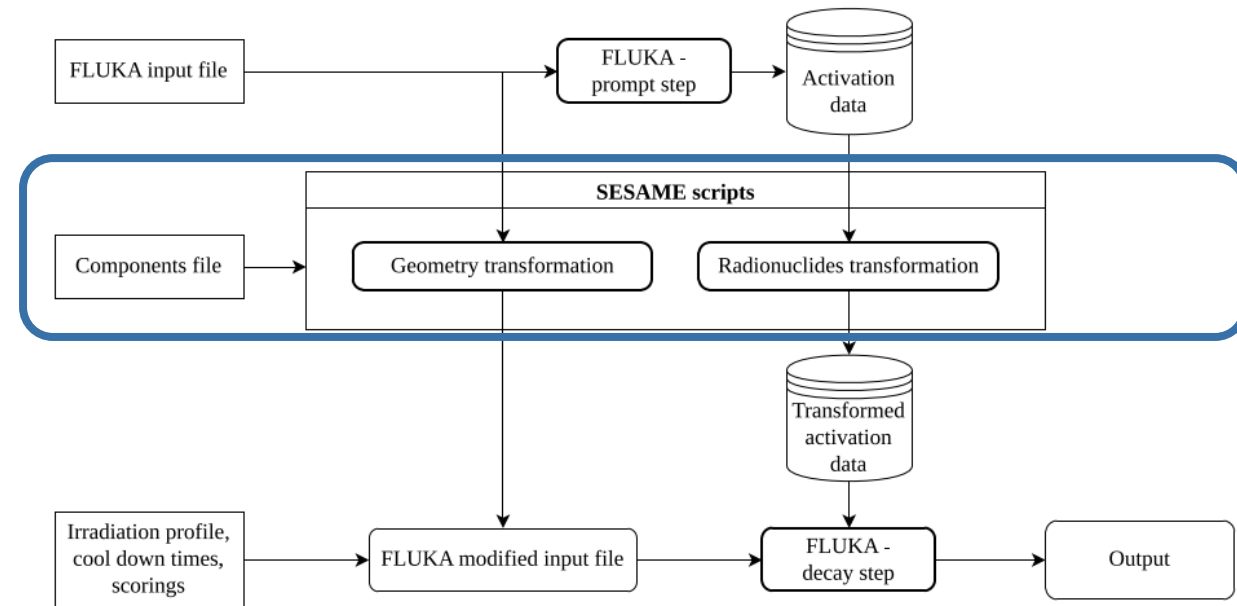 FLUKA input file
FLUKA -
prompt step
Activation
data
SESAME scripts
Components file
Geometry transformation
Radionuclides transformation
Transformed
activation
data
Irradiation profile,
cool down times,
scorings
FLUKA modified input file
FLUKA -
decay step
Output